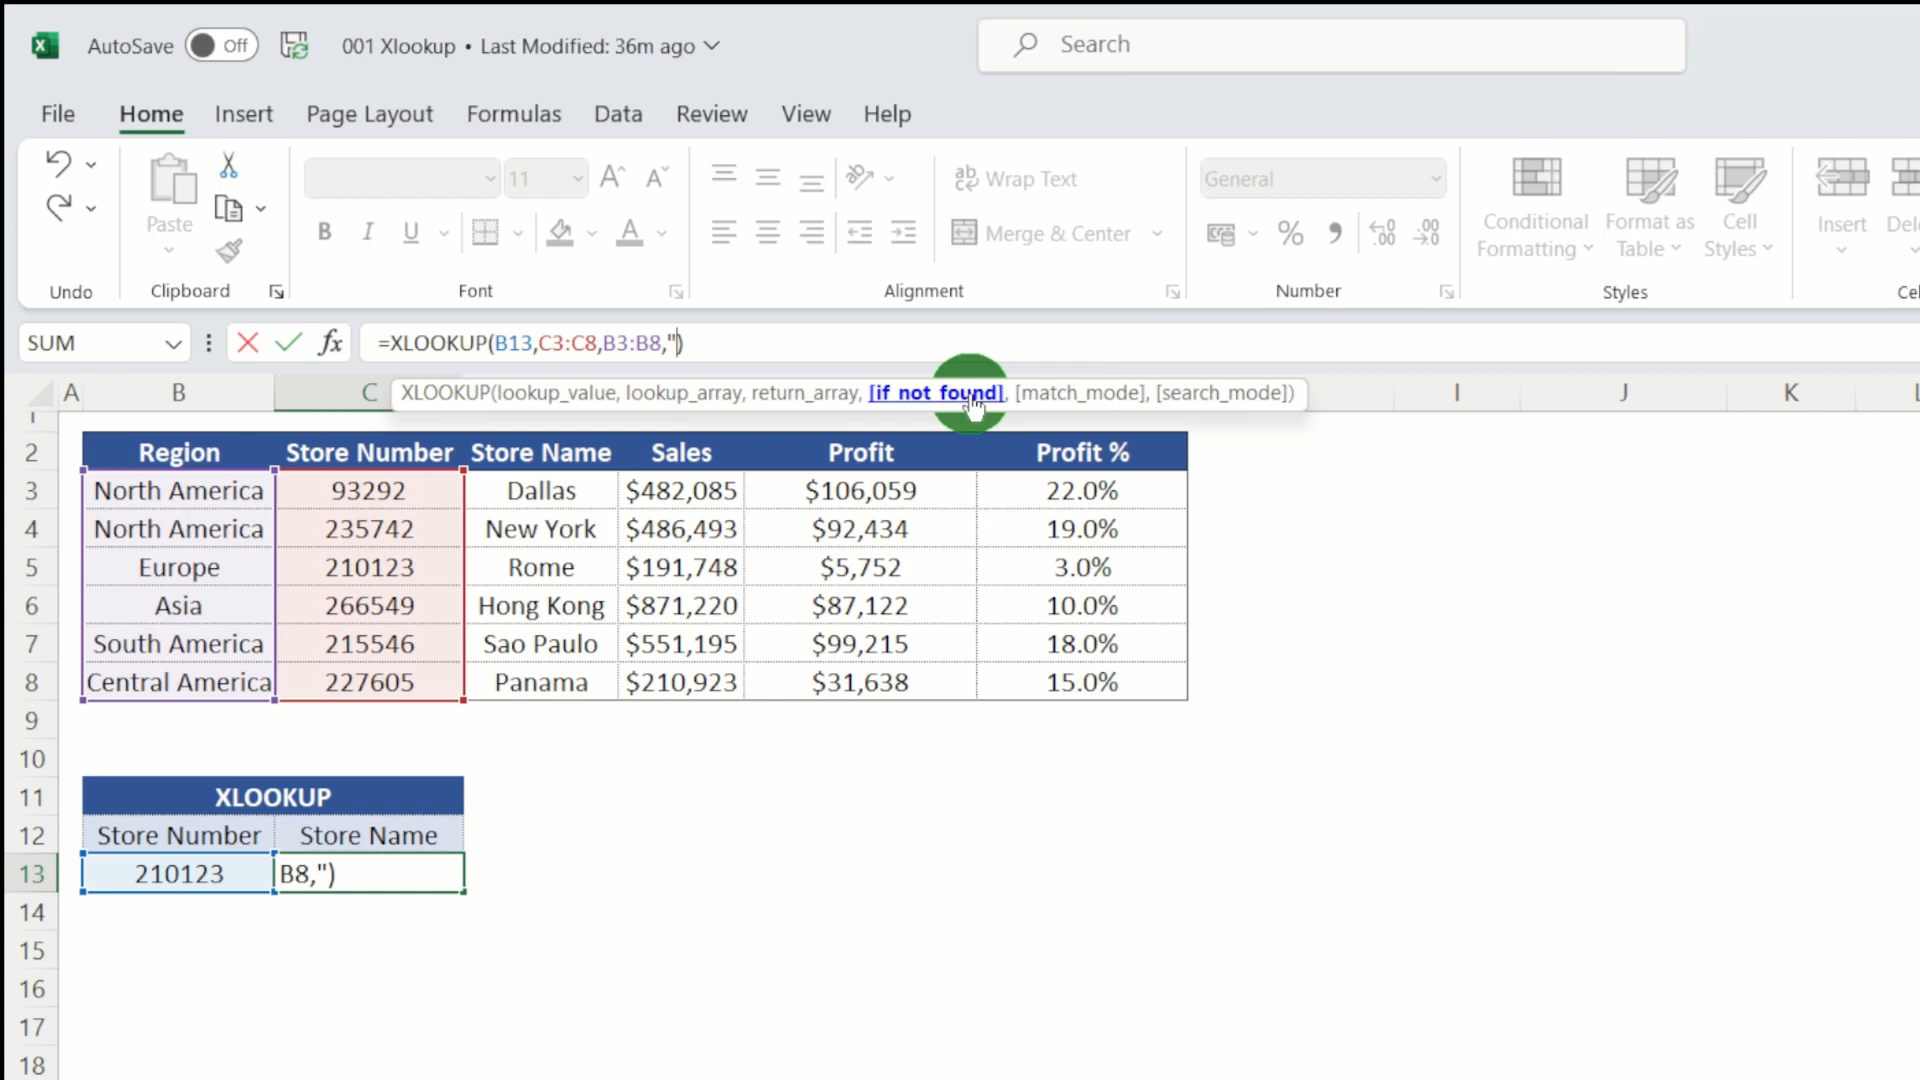 AutoSave Off 001 Xlookup • Last Modified: 36m ago Search
File Home Insert Page Layout Formulas Data Review View Help
11 ab Wrap Text General
Paste B I U Merge & Center % Conditional Formatting Format as Table Cell Styles Insert
Undo Clipboard Font Alignment Number Styles
SUM fx =XLOOKUP(B13,C3:C8,B3:B8,")
XLOOKUP(lookup_value, lookup_array, return_array, [if_not_found], [match_mode], [search_mode])
A B C I J K
1
2 Region Store Number Store Name Sales Profit Profit %
3 North America 93292 Dallas $482,085 $106,059 22.0%
4 North America 235742 New York $486,493 $92,434 19.0%
5 Europe 210123 Rome $191,748 $5,752 3.0%
6 Asia 266549 Hong Kong $871,220 $87,122 10.0%
7 South America 215546 Sao Paulo $551,195 $99,215 18.0%
8 Central America 227605 Panama $210,923 $31,638 15.0%
9
10
11 XLOOKUP
12 Store Number Store Name
13 210123 B8,")
14
15
16
17
18